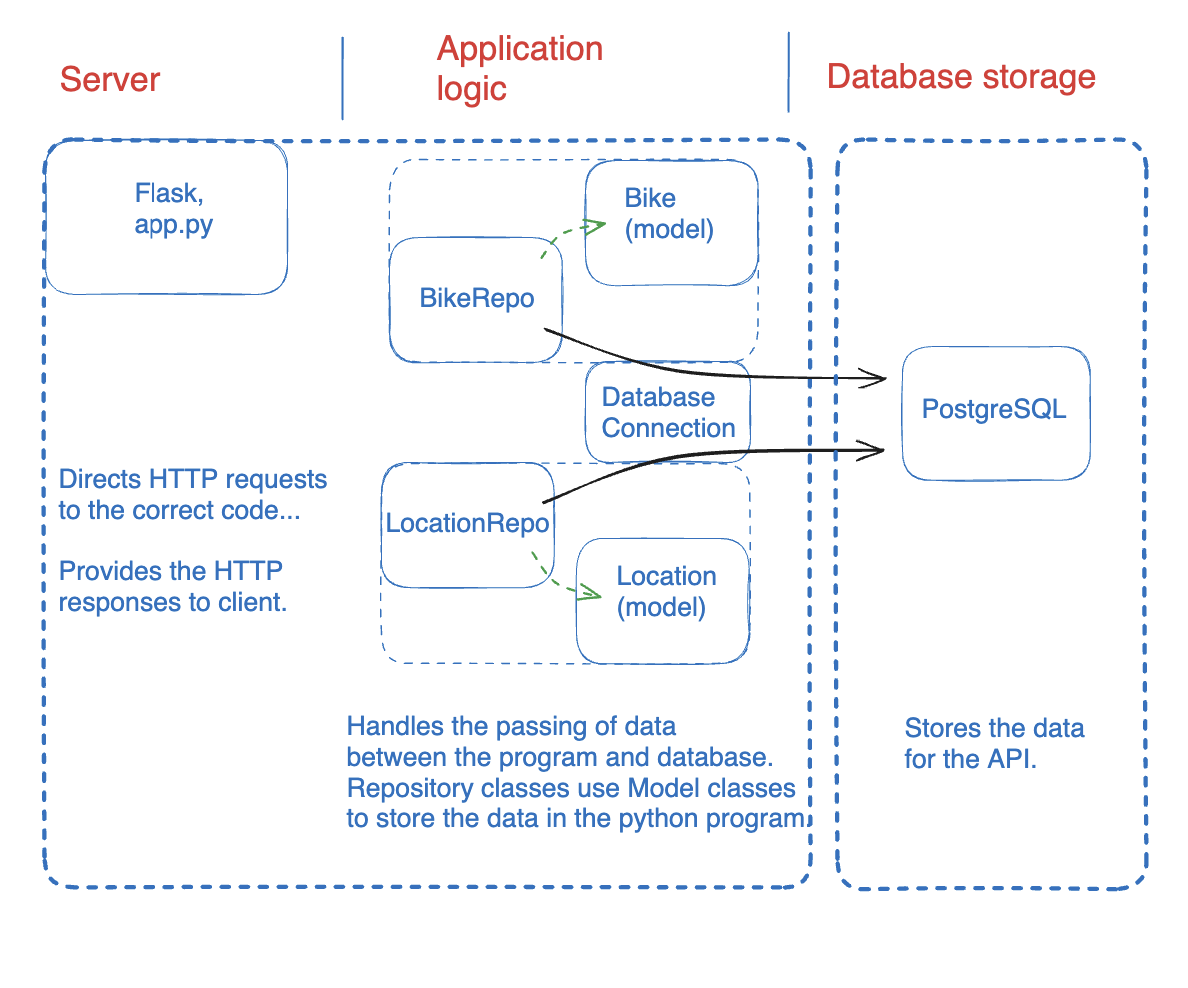 Server
Application
logic
Database storage
Flask,
app.py
Bike
(model)
BikeRepo
Database
Connection
PostgreSQL
LocationRepo
Location
(model)
Directs HTTP requests
to the correct code...
Provides the HTTP
responses to client.
Handles the passing of data
between the program and database.
Repository classes use Model classes
to store the data in the python program.
Stores the data
for the API.